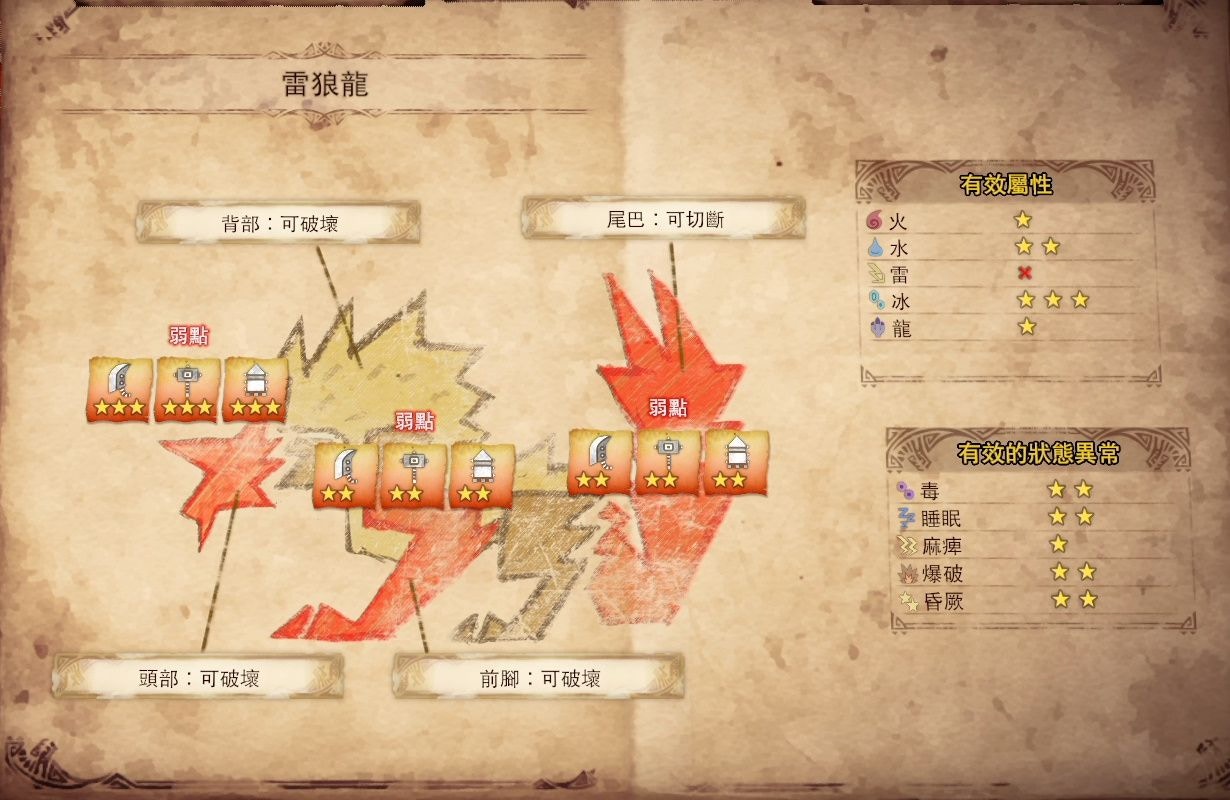 雷狼龍
背部：可破壞
尾巴：可切斷
弱點
弱點
弱點
頭部：可破壞
前腳：可破壞
有效屬性
火
水
雷
冰
龍
有效的狀態異常
毒
睡眠
麻痺
爆破
昏厥